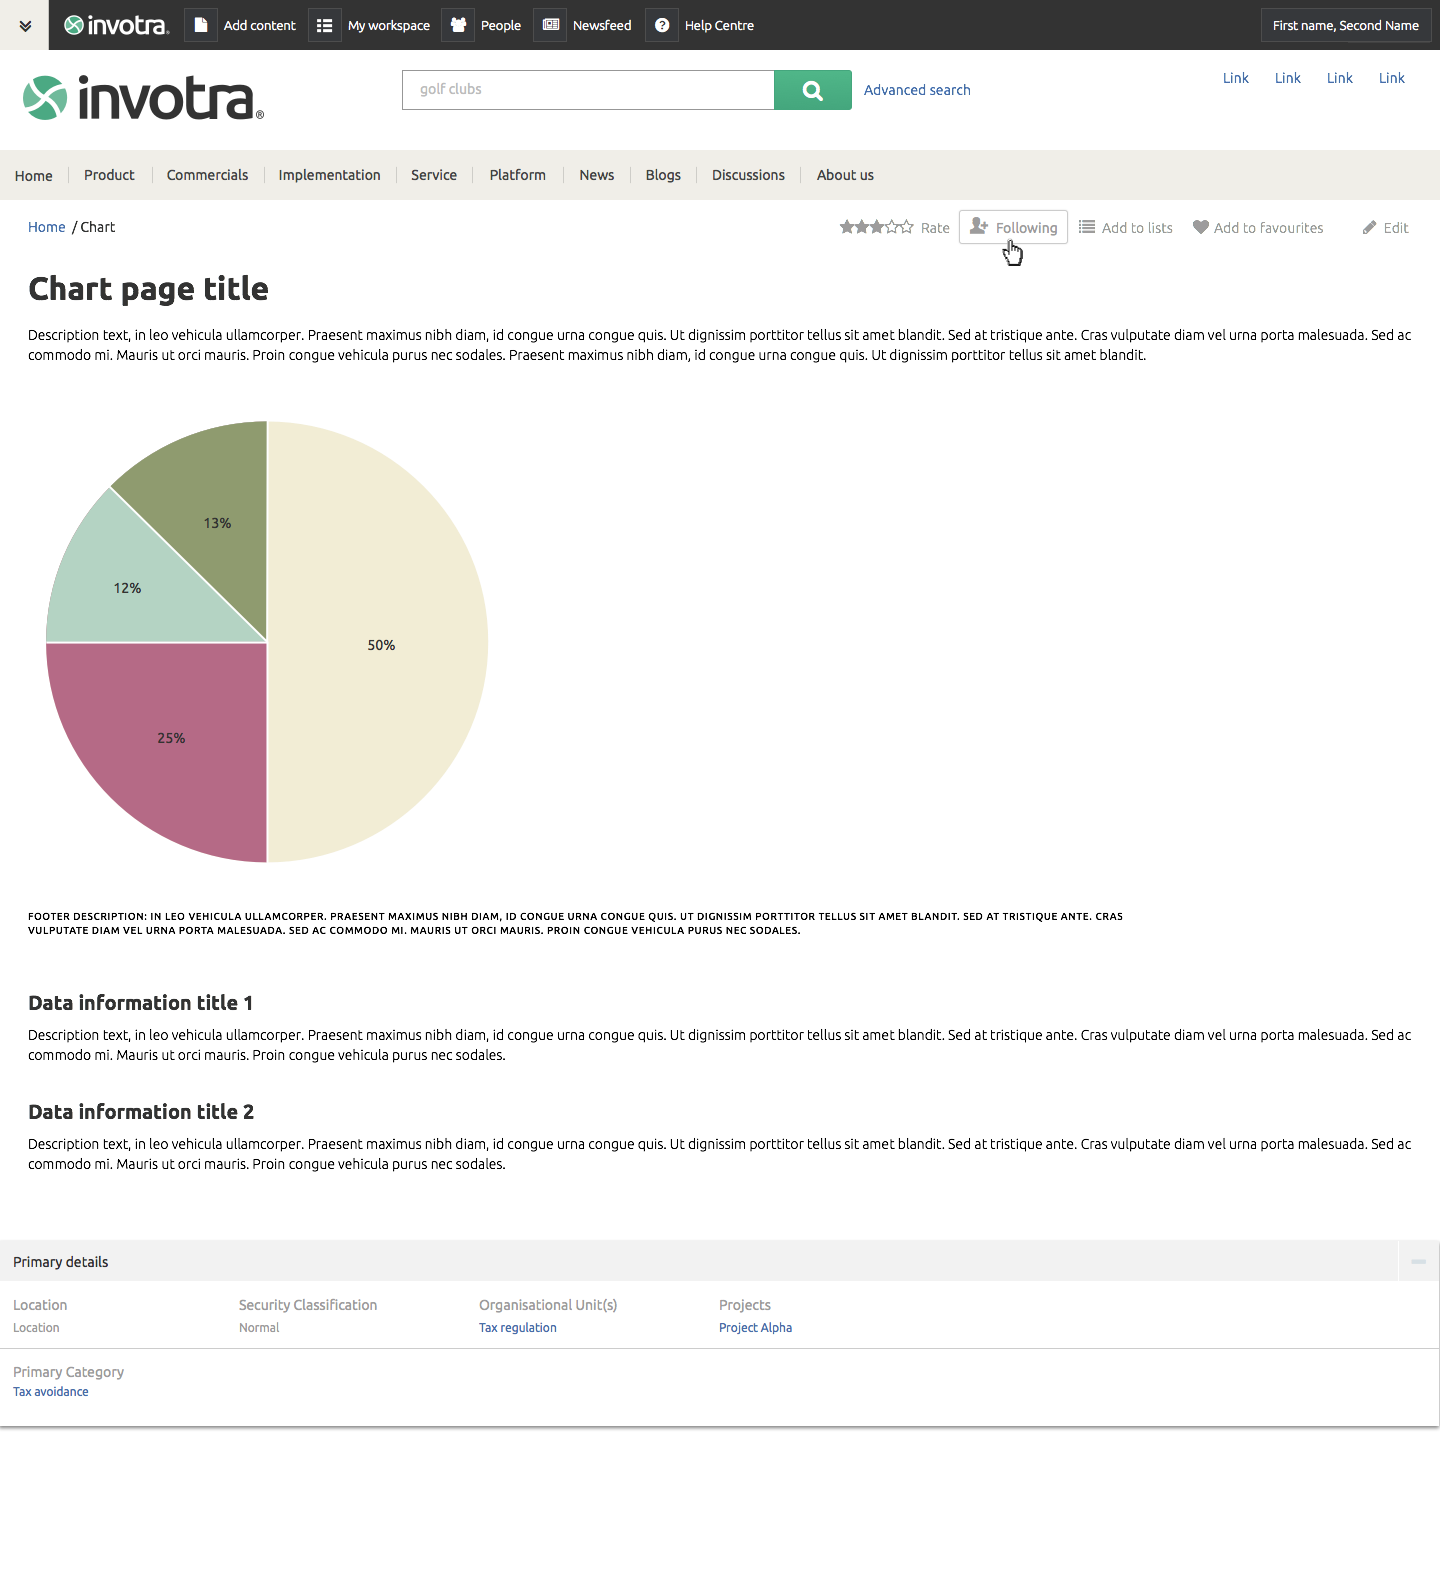 invotra. Add content My workspace People Newsfeed Help Centre First name, Second Name
invotra® golf clubs Advanced search Link Link Link Link
Home Product Commercials Implementation Service Platform News Blogs Discussions About us
Home / Chart Rate Following Add to lists Add to favourites Edit
Chart page title
Description text, in leo vehicula ullamcorper. Praesent maximus nibh diam, id congue urna congue quis. Ut dignissim porttitor tellus sit amet blandit. Sed at tristique ante. Cras vulputate diam vel urna porta malesuada. Sed ac
commodo mi. Mauris ut orci mauris. Proin congue vehicula purus nec sodales. Praesent maximus nibh diam, id congue urna congue quis. Ut dignissim porttitor tellus sit amet blandit.
13%
12%
50%
25%
FOOTER DESCRIPTION: IN LEO VEHICULA ULLAMCORPER. PRAESENT MAXIMUS NIBH DIAM, ID CONGUE URNA CONGUE QUIS. UT DIGNISSIM PORTTITOR TELLUS SIT AMET BLANDIT. SED AT TRISTIQUE ANTE. CRAS
VULPUTATE DIAM VEL URNA PORTA MALESUADA. SED AC COMMODO MI. MAURIS UT ORCI MAURIS. PROIN CONGUE VEHICULA PURUS NEC SODALES.
Data information title 1
Description text, in leo vehicula ullamcorper. Praesent maximus nibh diam, id congue urna congue quis. Ut dignissim porttitor tellus sit amet blandit. Sed at tristique ante. Cras vulputate diam vel urna porta malesuada. Sed ac
commodo mi. Mauris ut orci mauris. Proin congue vehicula purus nec sodales.
Data information title 2
Description text, in leo vehicula ullamcorper. Praesent maximus nibh diam, id congue urna congue quis. Ut dignissim porttitor tellus sit amet blandit. Sed at tristique ante. Cras vulputate diam vel urna porta malesuada. Sed ac
commodo mi. Mauris ut orci mauris. Proin congue vehicula purus nec sodales.
Primary details
Location Security Classification Organisational Unit(s) Projects
Location Normal Tax regulation Project Alpha
Primary Category
Tax avoidance